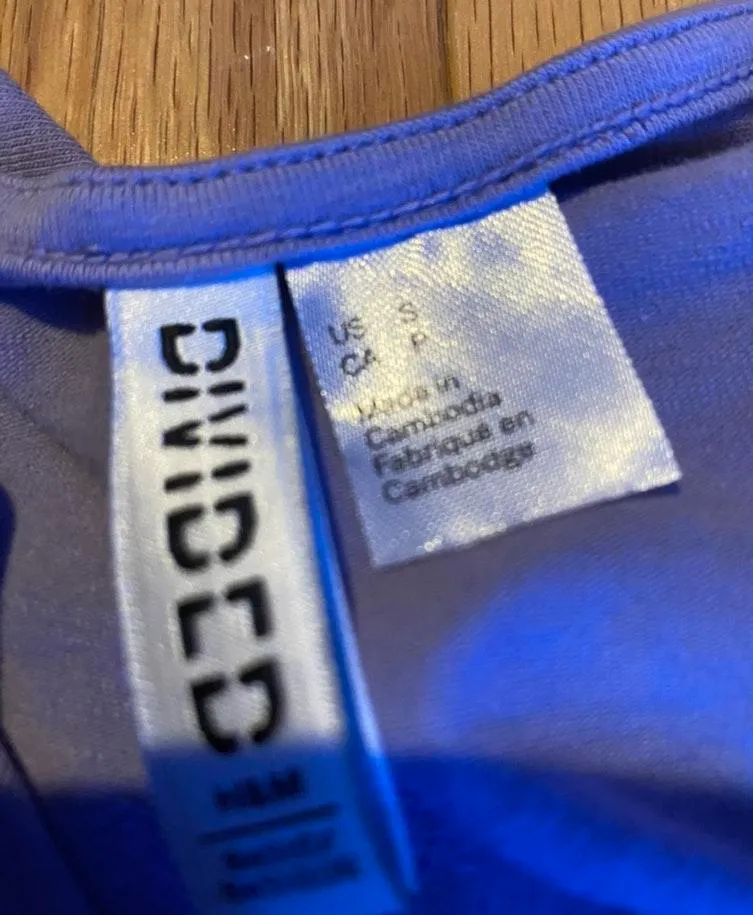 DIVIDED
H&M
US S
CA P
Made in
Cambodia
Fabriqué en
Cambodge